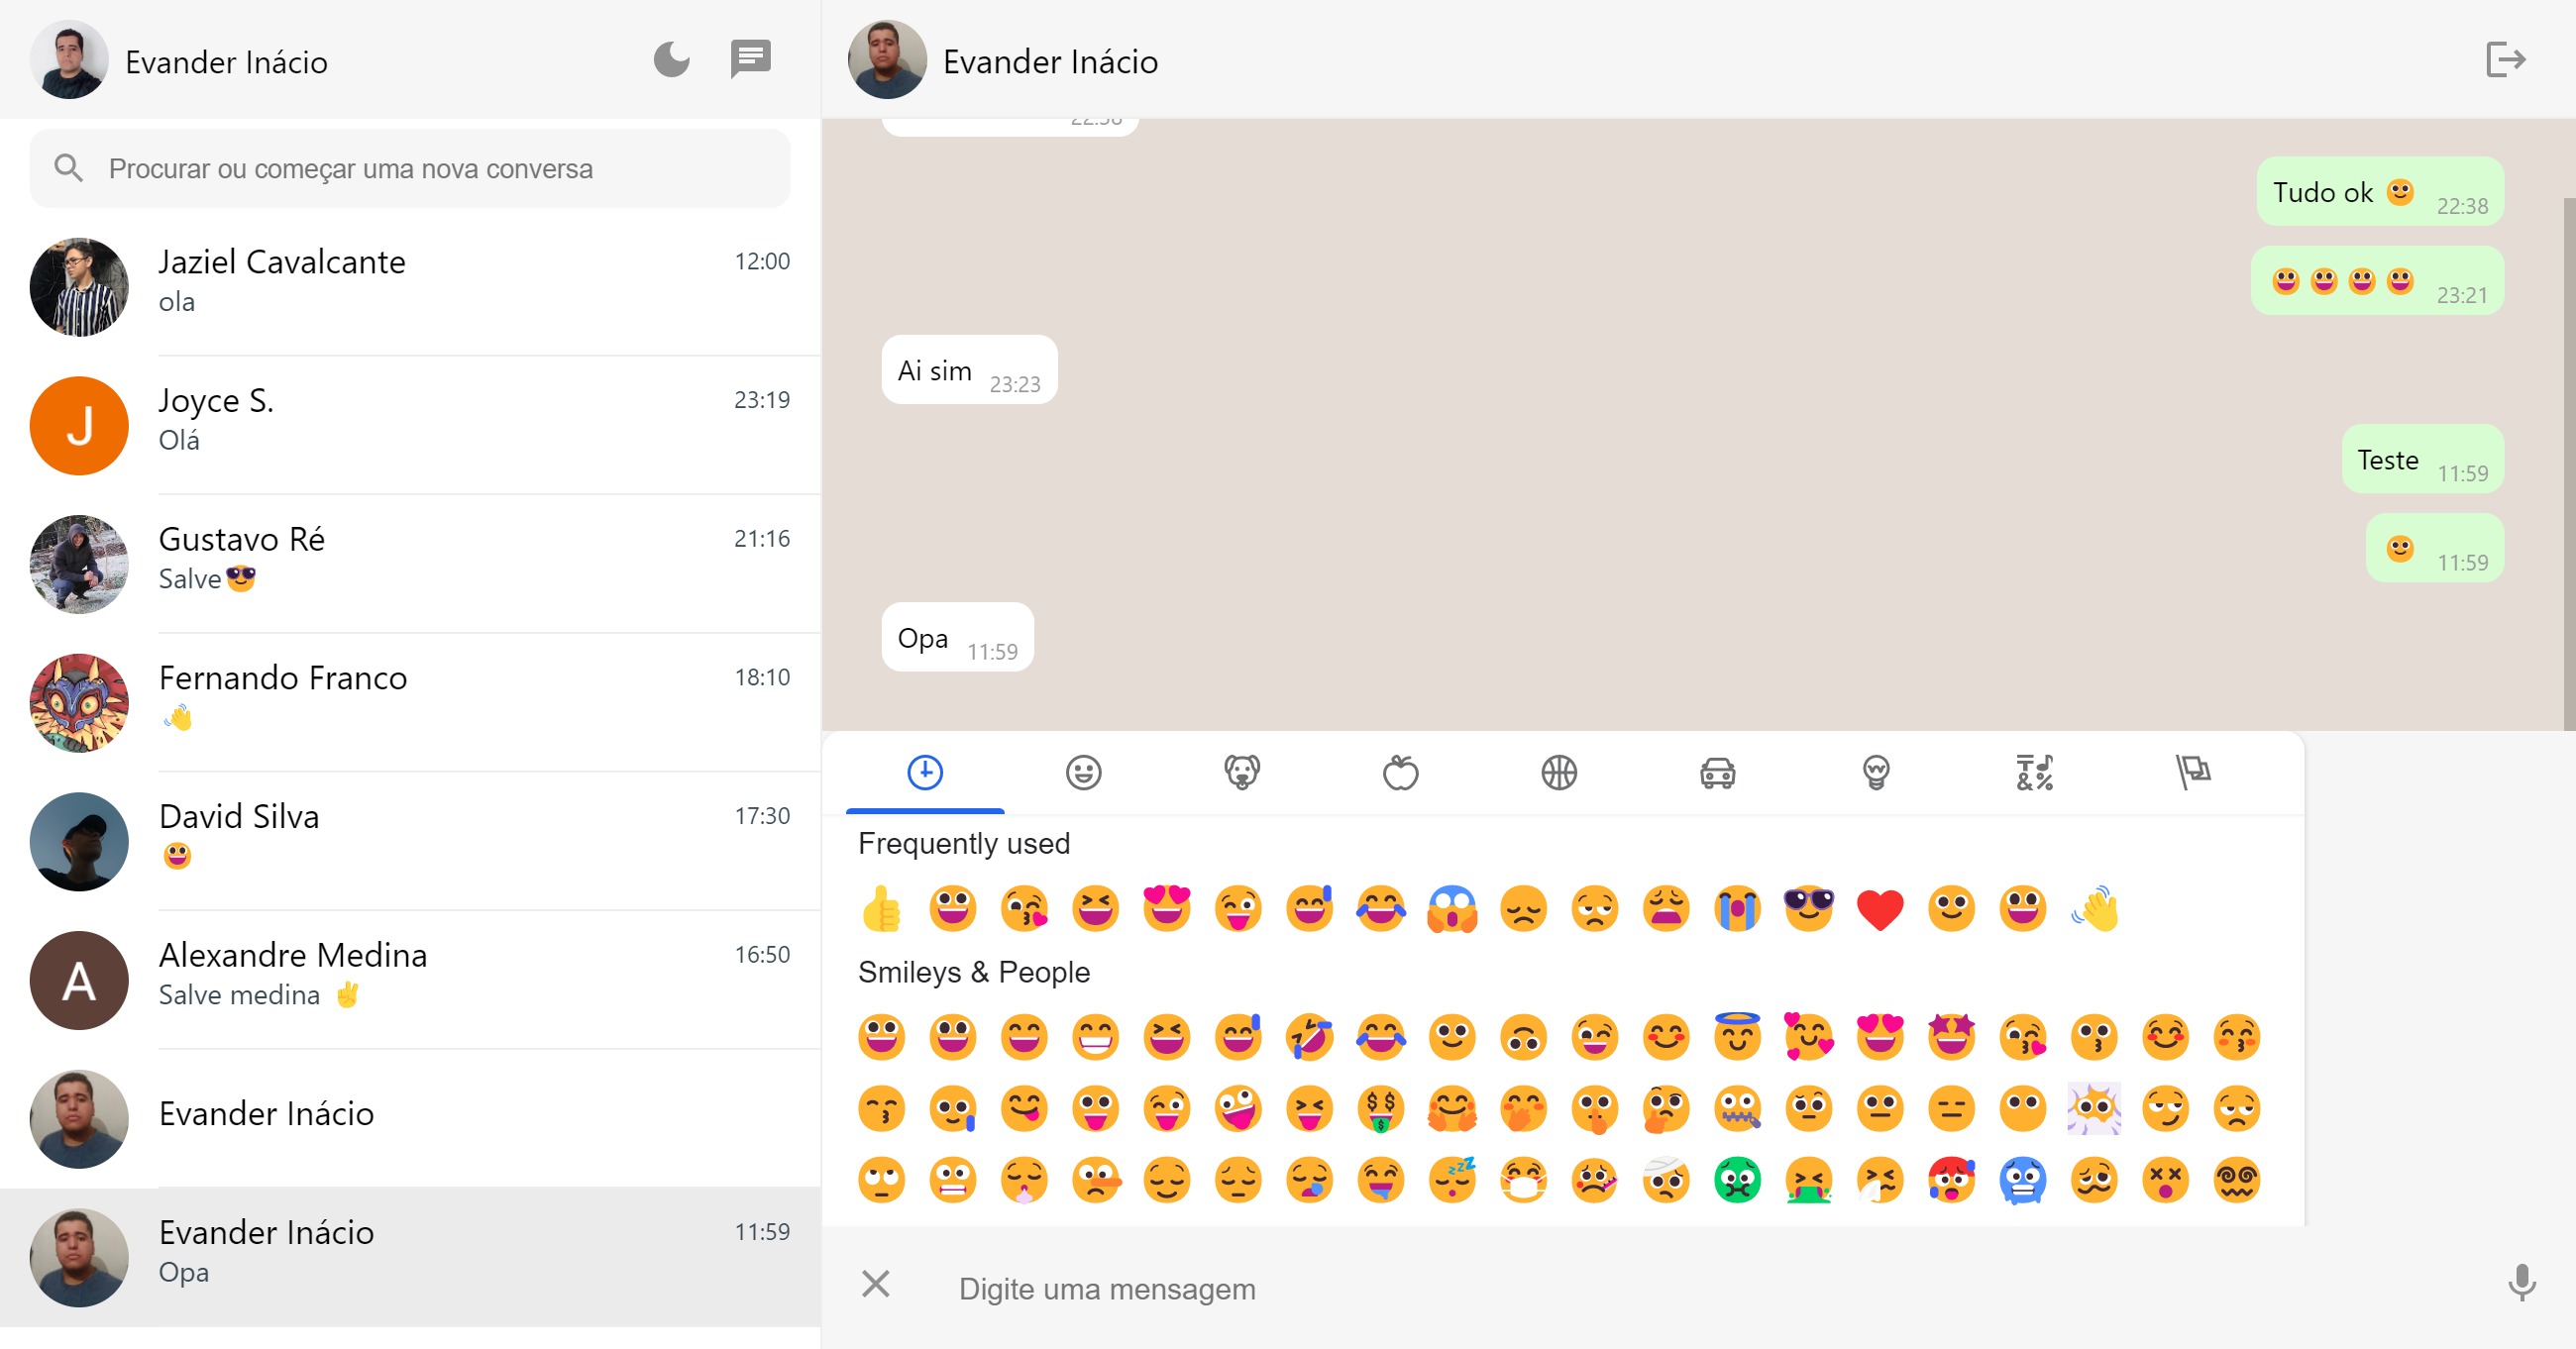 Evander Inácio
Procurar ou começar uma nova conversa
Jaziel Cavalcante
12:00
ola
J
Joyce S.
23:19
Olá
Gustavo Ré
21:16
Salve😎
Fernando Franco
18:10
👋
David Silva
17:30
😀
A
Alexandre Medina
16:50
Salve medina ✌
Evander Inácio
Evander Inácio
11:59
Opa
Evander Inácio
22:38
Tudo ok 🙂 22:38
😀😀😀😀 23:21
Ai sim 23:23
Teste 11:59
🙂 11:59
Opa 11:59
Frequently used
Smileys & People
Digite uma mensagem